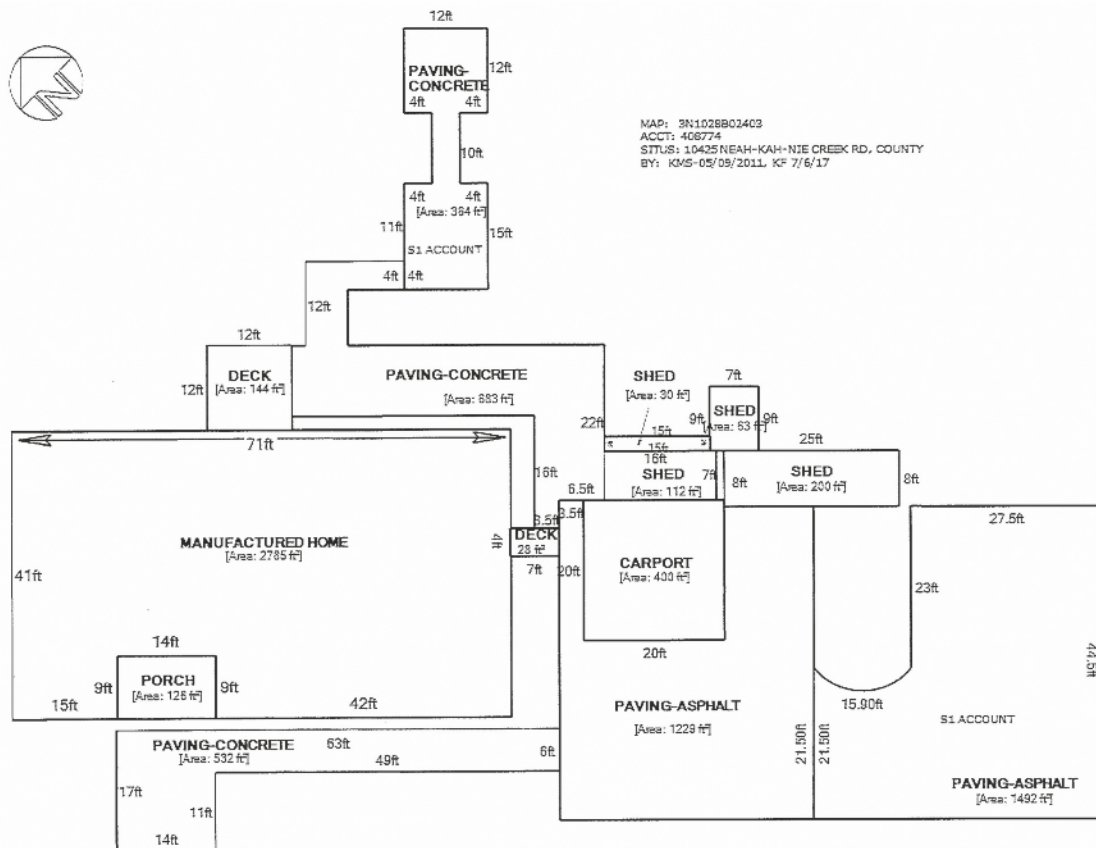 12ft
N
PAVING-
CONCRETE
12ft
4ft 4ft
10ft
MAP: 3N1028B02403
ACCT: 408774
SITUS: 10425 NEAH-KAH-NIE CREEK RD, COUNTY
BY: KMS-05/09/2011, KF 7/6/17
4ft 4ft
[Area: 364 ft²]
11ft
15ft
S1 ACCOUNT
4ft 4ft
12ft
12ft
12ft
DECK
[Area: 144 ft²]
PAVING-CONCRETE
[Area: 683 ft²]
SHED
[Area: 30 ft²]
7ft
22ft
9ft
SHED
[Area: 63 ft²]
9ft
15ft
15ft
16ft
25ft
71ft
16ft
SHED
[Area: 112 ft²]
7ft
8ft
SHED
[Area: 200 ft²]
8ft
6.5ft
3.5ft
3.5ft
27.5ft
MANUFACTURED HOME
[Area: 2785 ft²]
4ft
DECK
28 ft²
7ft
20ft
CARPORT
[Area: 400 ft²]
20ft
41ft
23ft
44.5ft
14ft
9ft
PORCH
[Area: 126 ft²]
9ft
15ft
42ft
PAVING-ASPHALT
[Area: 1229 ft²]
15.90ft
S1 ACCOUNT
21.50ft
21.50ft
PAVING-CONCRETE
[Area: 532 ft²]
63ft
49ft
6ft
17ft
11ft
14ft
PAVING-ASPHALT
[Area: 1492 ft²]